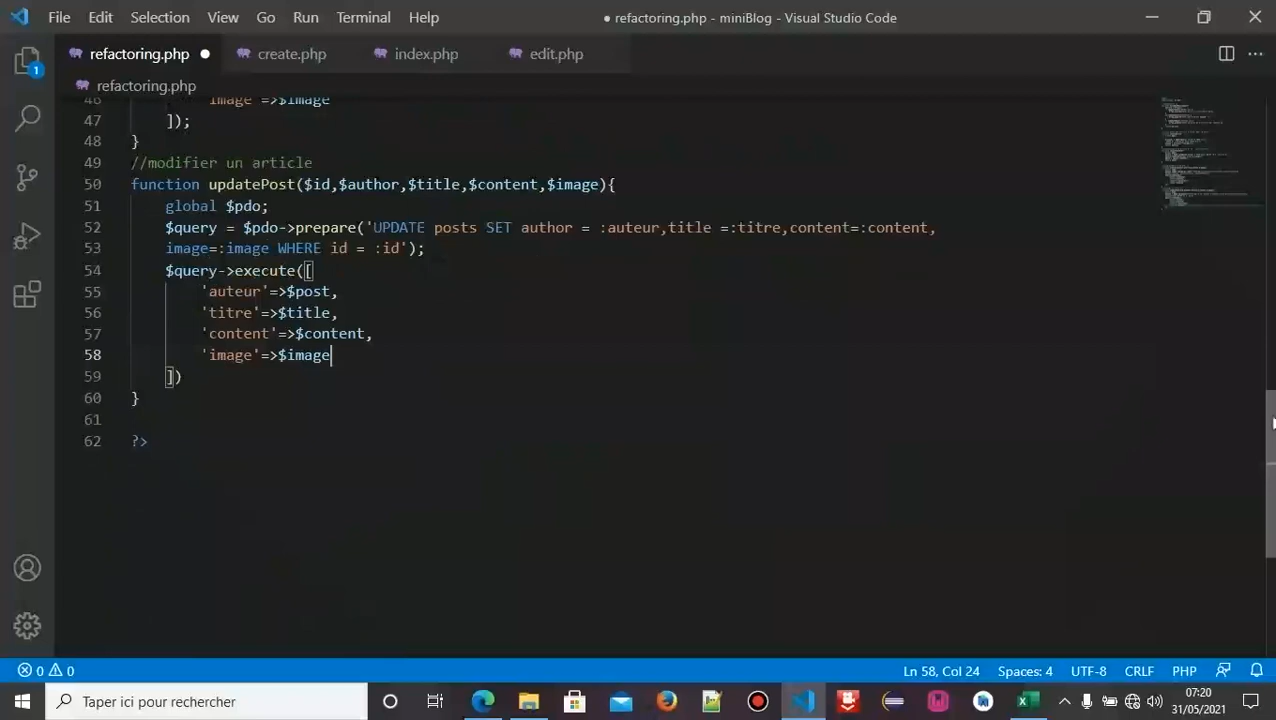 File Edit Selection View Go Run Terminal Help ● refactoring.php - miniBlog - Visual Studio Code
refactoring.php ● create.php index.php edit.php
refactoring.php
46 'image'=>$image
47 ]);
48 }
49 //modifier un article
50 function updatePost($id,$author,$title,$content,$image){
51 global $pdo;
52 $query = $pdo->prepare('UPDATE posts SET author = :auteur,title =:titre,content=:content,
53 image=:image WHERE id = :id');
54 $query->execute([
55 'auteur'=>$post,
56 'titre'=>$title,
57 'content'=>$content,
58 'image'=>$image
59 ])
60 }
61
62 ?>
1
0 0 Ln 58, Col 24 Spaces: 4 UTF-8 CRLF PHP
Taper ici pour rechercher
07:20
31/05/2021